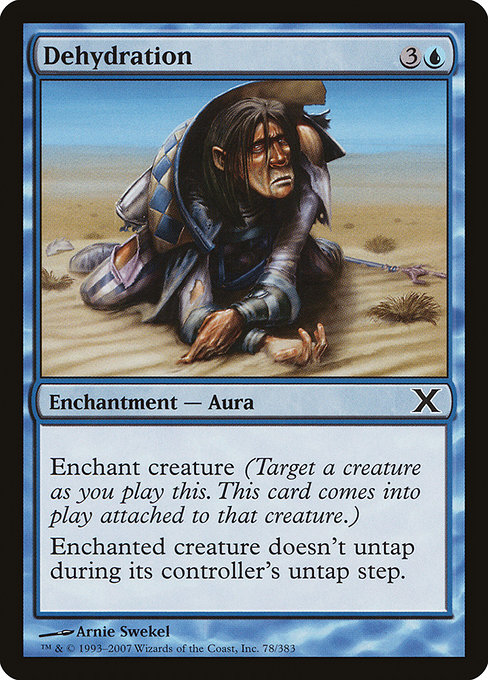 Dehydration 3
Enchantment — Aura X
Enchant creature (Target a creature
as you play this. This card comes into
play attached to that creature.)
Enchanted creature doesn't untap
during its controller's untap step.
Arnie Swekel
™ & © 1993–2007 Wizards of the Coast, Inc. 78/383